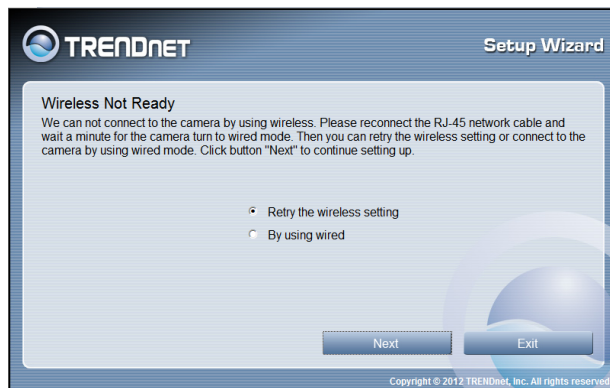 TRENDNET
Setup Wizard
Wireless Not Ready
We can not connect to the camera by using wireless. Please reconnect the RJ-45 network cable and
wait a minute for the camera turn to wired mode. Then you can retry the wireless setting or connect to the
camera by using wired mode. Click button "Next" to continue setting up.
Retry the wireless setting
By using wired
Next
Exit
Copyright © 2012 TRENDnet, Inc. All rights reserved